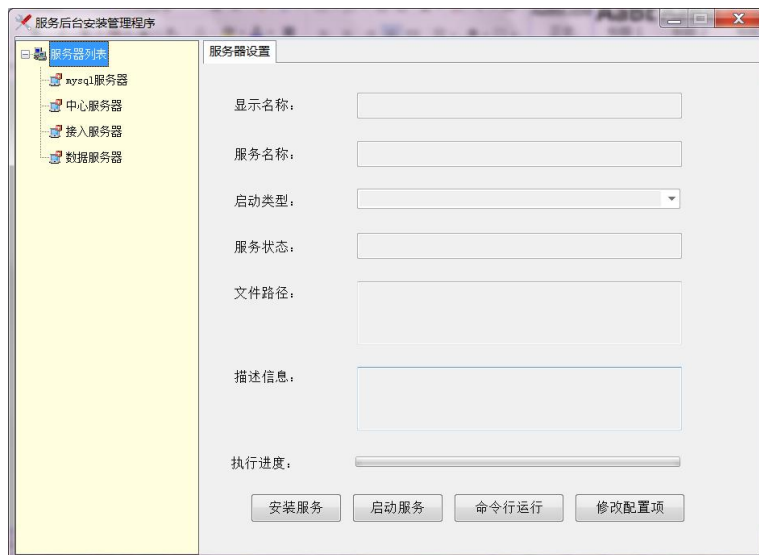 服务后台安装管理程序
服务器列表
mysql服务器
中心服务器
接入服务器
数据服务器
服务器设置
显示名称：
服务名称：
启动类型：
服务状态：
文件路径：
描述信息：
执行进度：
安装服务 启动服务 命令行运行 修改配置项